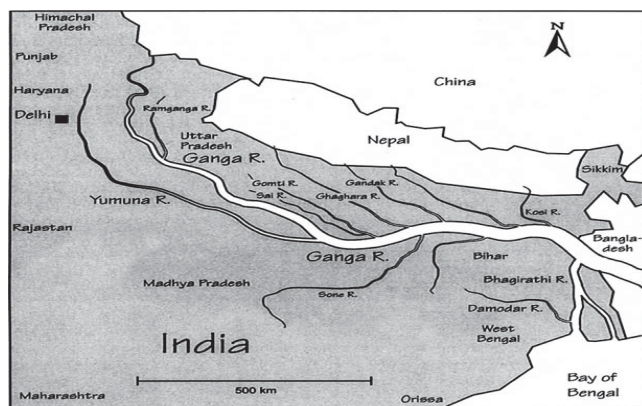 Himachal
Pradesh
N
Punjab
China
Haryana
Ramganga R.
Delhi
Uttar
Pradesh
Nepal
Ganga R.
Sikkim
Gomti R.
Gandak R.
Sai R.
Ghaghara R.
Yumuna R.
Kosi R.
Rajastan
Bangla-
desh
Ganga R.
Bihar
Madhya Pradesh
Bhagirathi R.
Sone R.
Damodar R.
West
Bengal
India
500 km
Bay of
Bengal
Maharashtra
Orissa